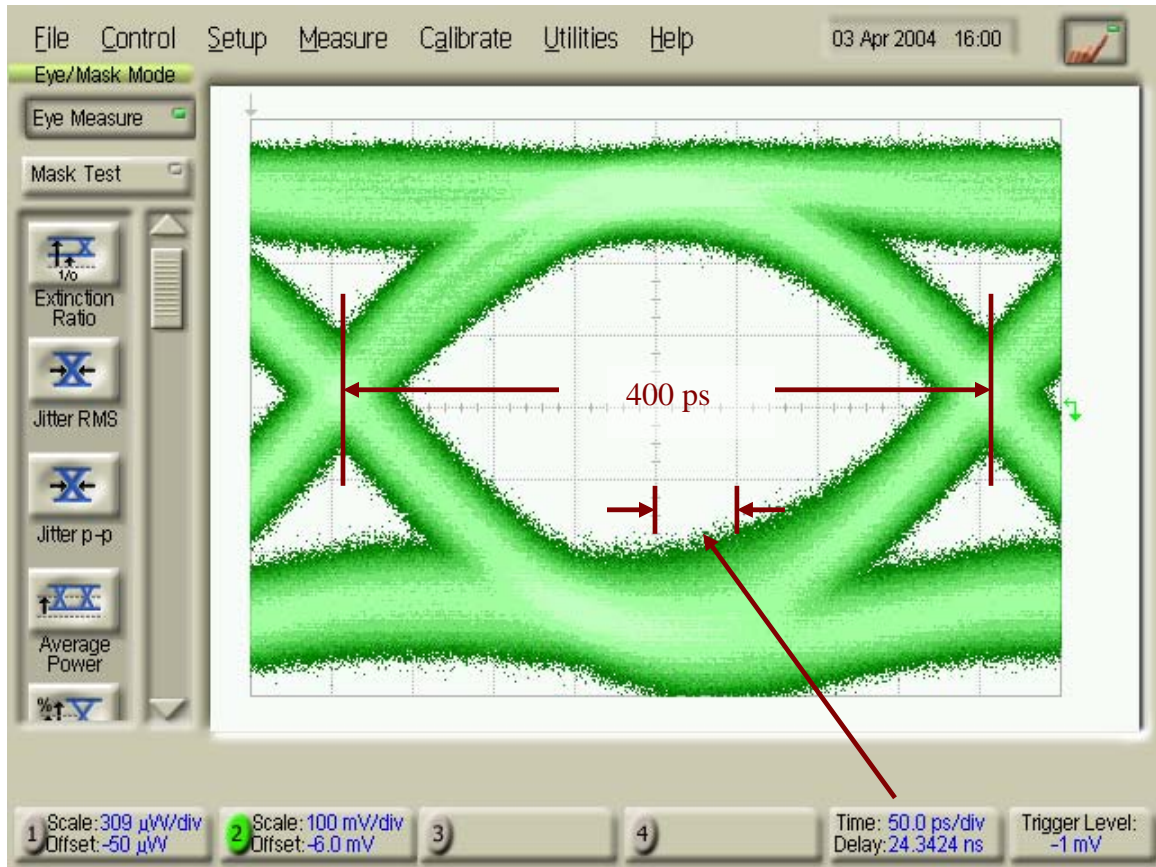 File Control Setup Measure Calibrate Utilities Help 03 Apr 2004 16:00
Eye/Mask Mode
Eye Measure
Mask Test
1/0
Extinction
Ratio
Jitter RMS
Jitter p-p
Average
Power
%
400 ps
1 Scale: 309 µW/div
Offset: -50 µW
2 Scale: 100 mV/div
Offset: -6.0 mV
3
4
Time: 50.0 ps/div
Delay: 24.3424 ns
Trigger Level:
-1 mV